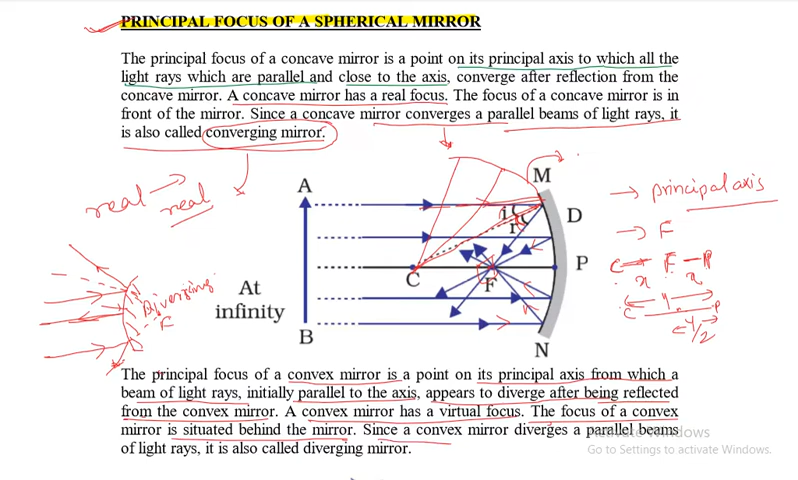 PRINCIPAL FOCUS OF A SPHERICAL MIRROR
The principal focus of a concave mirror is a point on its principal axis to which all the
light rays which are parallel and close to the axis, converge after reflection from the
concave mirror. A concave mirror has a real focus. The focus of a concave mirror is in
front of the mirror. Since a concave mirror converges a parallel beams of light rays, it
is also called converging mirror.
real
real
A
M
i
r
D
C
F
P
At
infinity
B
N
Diverging
F
principal axis
F
C F P
x x
y
C P
y/2
The principal focus of a convex mirror is a point on its principal axis from which a
beam of light rays, initially parallel to the axis, appears to diverge after being reflected
from the convex mirror. A convex mirror has a virtual focus. The focus of a convex
mirror is situated behind the mirror. Since a convex mirror diverges a parallel beams
of light rays, it is also called diverging mirror.
Activate Windows
Go to Settings to activate Windows.